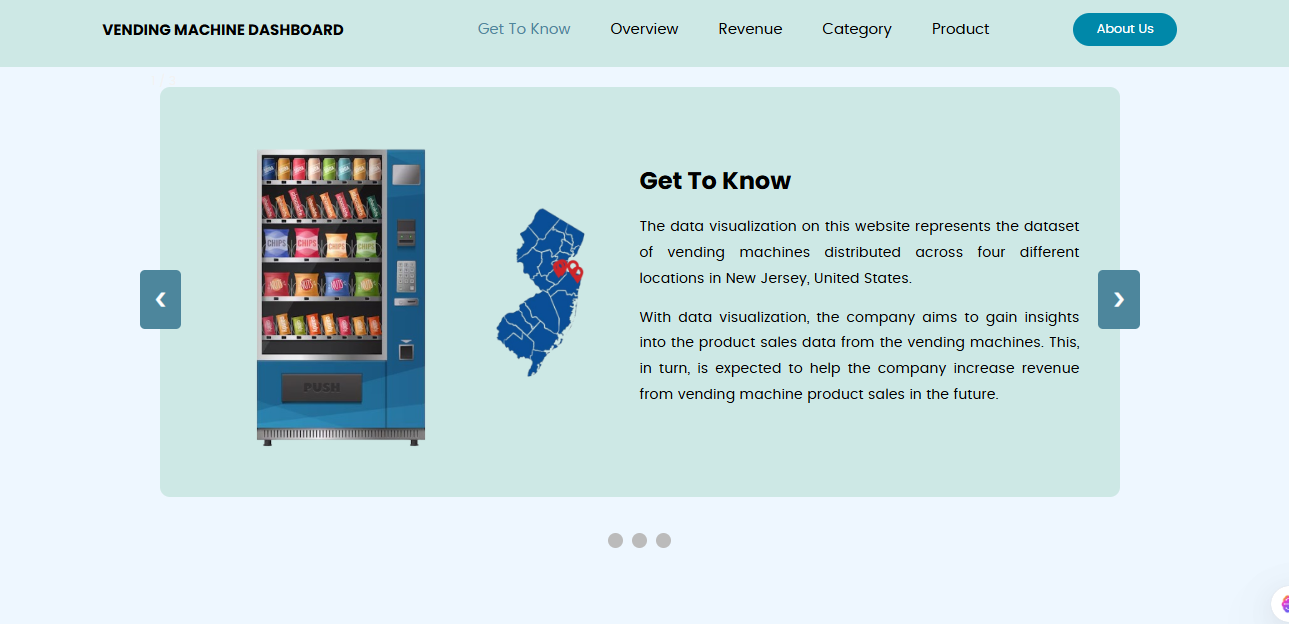 VENDING MACHINE DASHBOARD
Get To Know
Overview
Revenue
Category
Product
About Us
CHIPS
CHIPS
CHIPS
CHIPS
PUSH
Get To Know
The data visualization on this website represents the dataset
of vending machines distributed across four different
locations in New Jersey, United States.
With data visualization, the company aims to gain insights
into the product sales data from the vending machines. This,
in turn, is expected to help the company increase revenue
from vending machine product sales in the future.